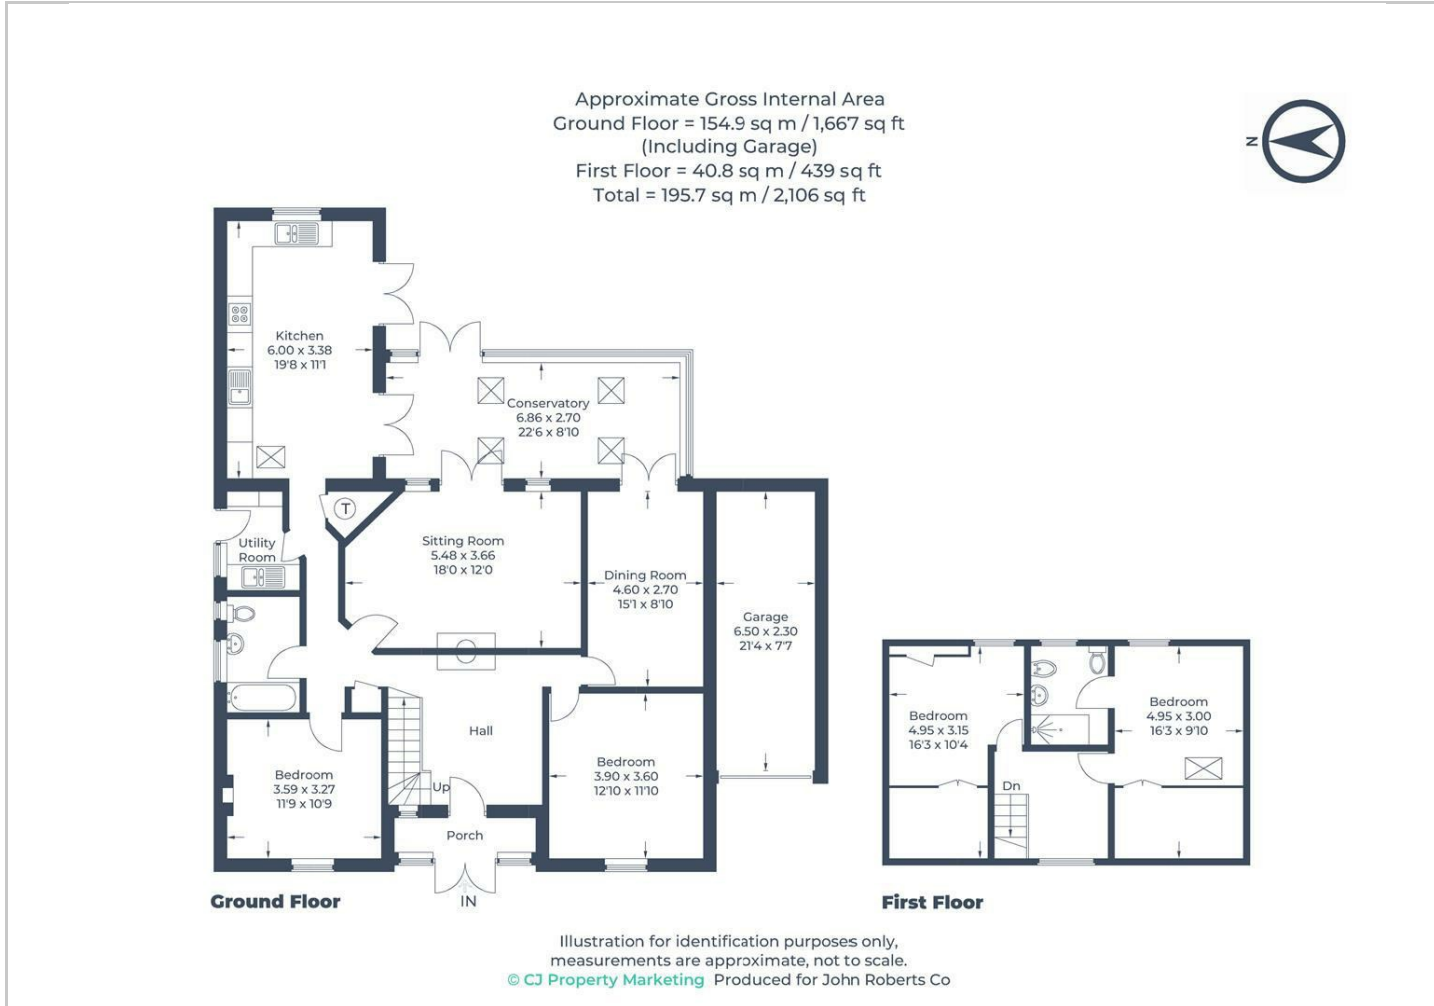 Approximate Gross Internal Area
Ground Floor = 154.9 sq m / 1,667 sq ft
(Including Garage)
First Floor = 40.8 sq m / 439 sq ft
Total = 195.7 sq m / 2,106 sq ft
N
Kitchen
6.00 x 3.38
19'8 x 11'1
Conservatory
6.86 x 2.70
22'6 x 8'10
T
Utility
Room
Sitting Room
5.48 x 3.66
18'0 x 12'0
Dining Room
4.60 x 2.70
15'1 x 8'10
Garage
6.50 x 2.30
21'4 x 7'7
Hall
Bedroom
3.59 x 3.27
11'9 x 10'9
Up
Bedroom
3.90 x 3.60
12'10 x 11'10
Porch
IN
Ground Floor
Bedroom
4.95 x 3.15
16'3 x 10'4
Bedroom
4.95 x 3.00
16'3 x 9'10
Dn
First Floor
Illustration for identification purposes only,
measurements are approximate, not to scale.
© CJ Property Marketing Produced for John Roberts Co